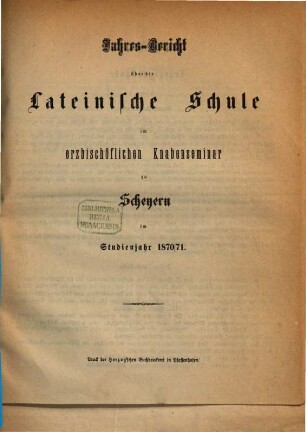 Jahres-Bericht
über die
Lateinische Schule
im
erzbischöflichen Knabenseminar
zu
Scheyern
im
Studienjahr 1870/71.
BIBLIOTHECA
REGIA
MONACENSIS
Druck der Herzog'schen Buchdruckerei in Pfaffenhofen.